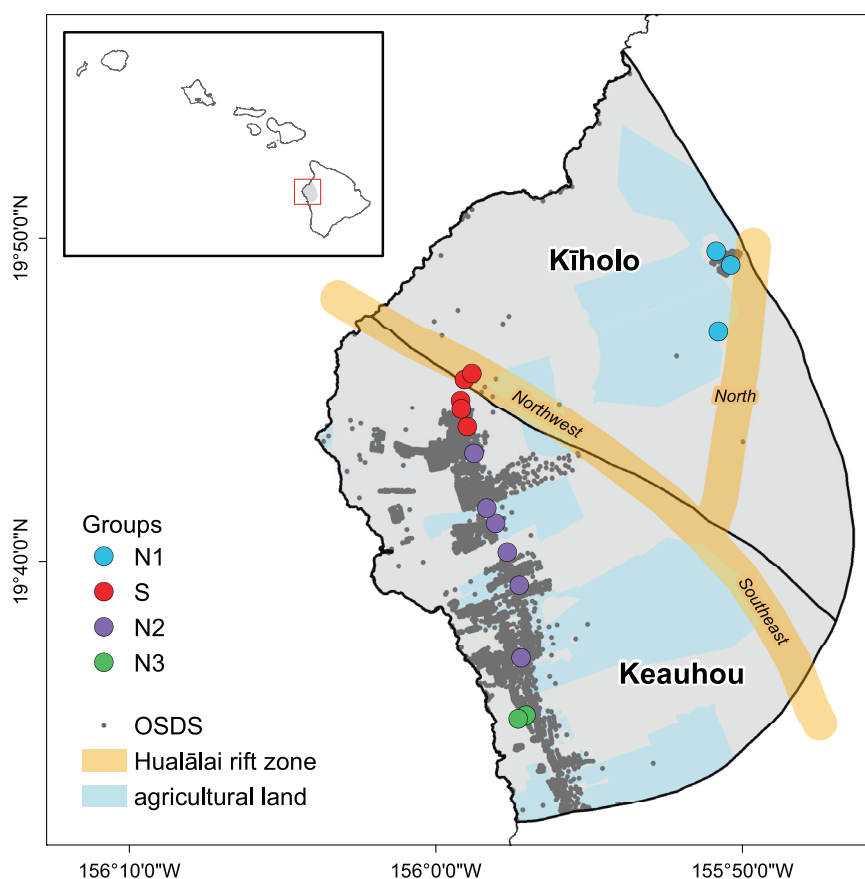 19°50'0"N
Kīholo
Northwest
North
19°40'0"N
Southeast
Keauhou
Groups
N1
S
N2
N3
OSDS
Hualālai rift zone
agricultural land
156°10'0"W
156°0'0"W
155°50'0"W